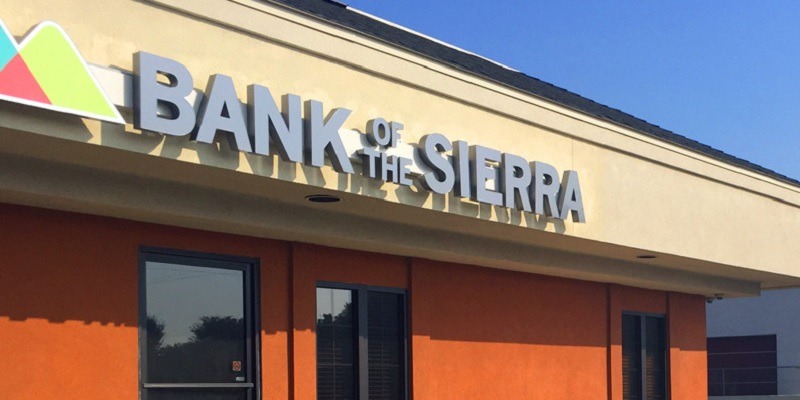 BANK OF THE SIERRA